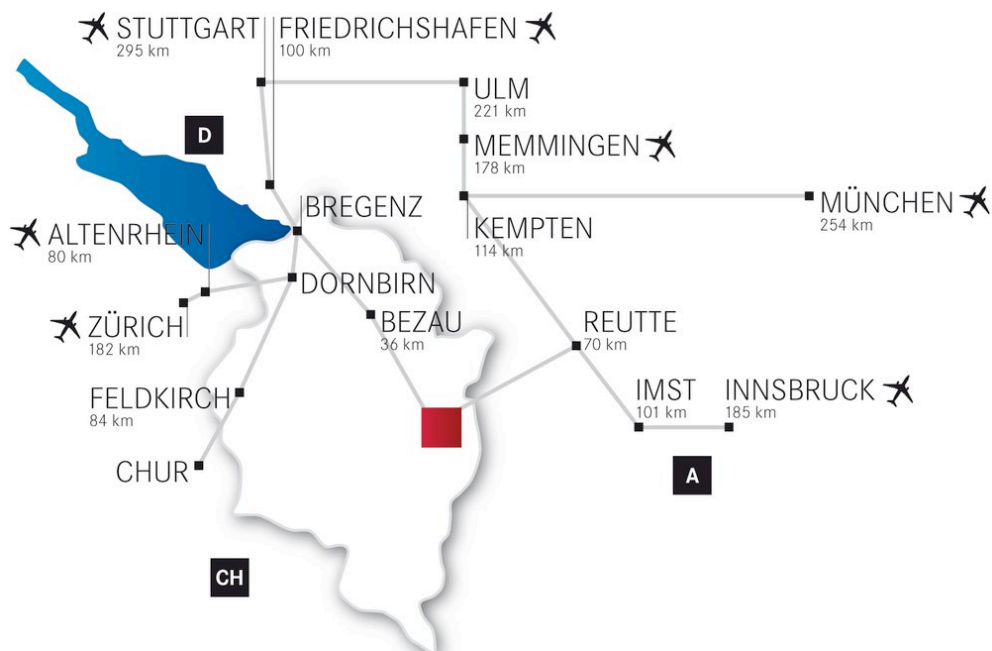 STUTTGART
295 km
FRIEDRICHSHAFEN
100 km
ULM
221 km
D
MEMMINGEN
178 km
MÜNCHEN
254 km
BREGENZ
KEMPTEN
114 km
ALTENRHEIN
80 km
DORNBIRN
ZÜRICH
182 km
BEZAU
36 km
REUTTE
70 km
FELDKIRCH
84 km
IMST
101 km
INNSBRUCK
185 km
CHUR
A
CH